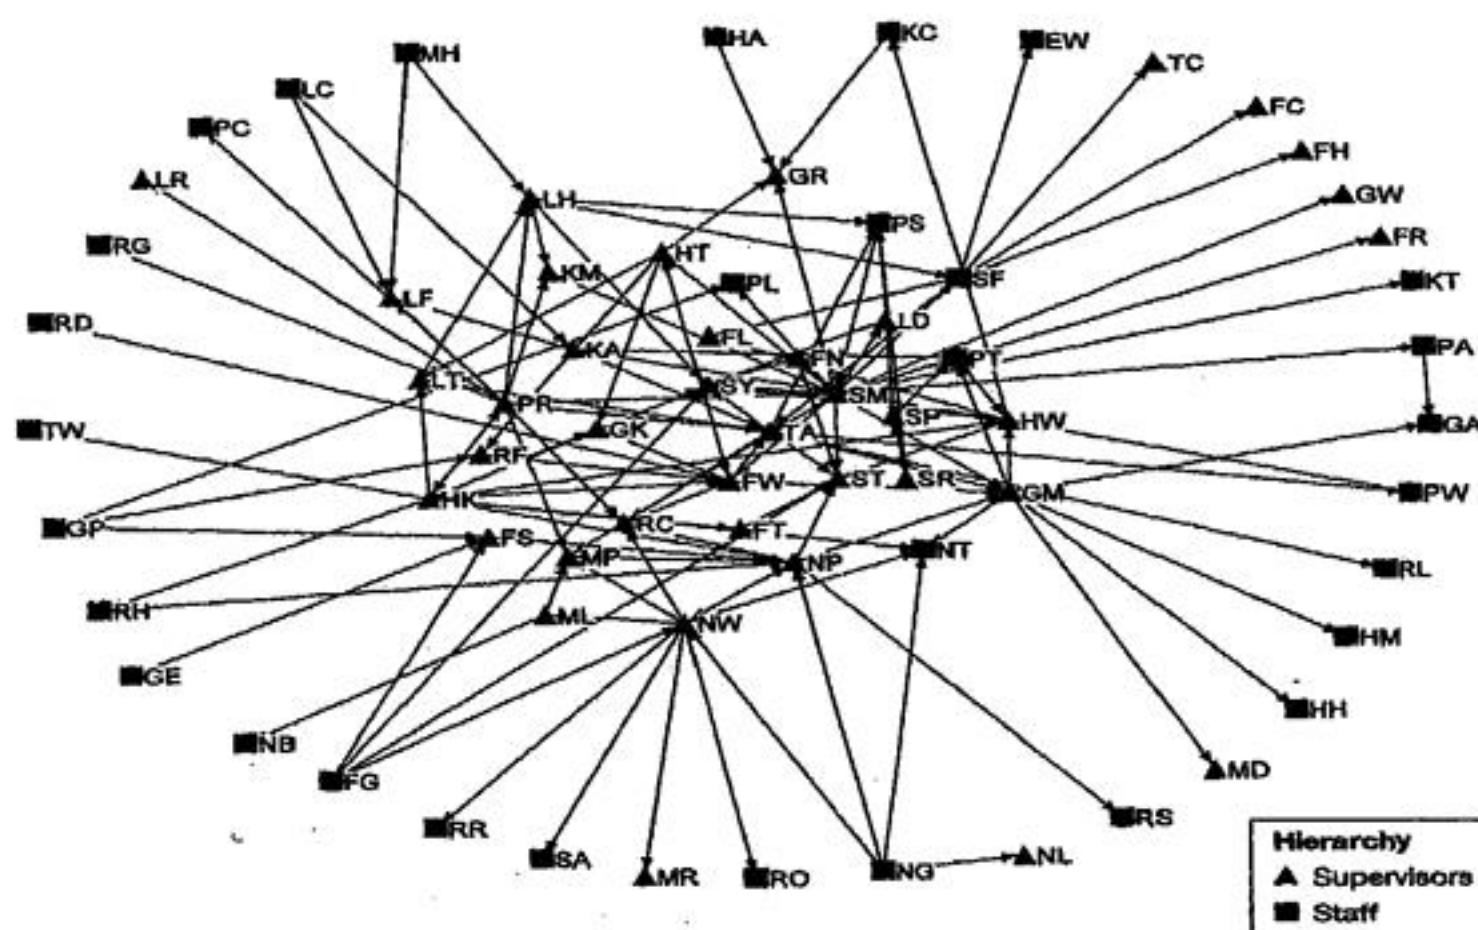 HA
KC
EW
MH
TC
LC
FC
PC
FH
LR
GR
GW
LH
PS
FR
RG
HT
KM
PL
SF
KT
LF
RD
LD
FL
PA
KA
FN
PT
LT
SY
SM
PR
SP
HW
GA
TW
GK
TA
RF
FW
ST
SR
GM
PW
HK
GP
RC
FT
FS
NT
MP
NP
RL
RH
ML
NW
HM
GE
HH
NB
MD
FG
RS
RR
SA
NL
MR
RO
NG
Hierarchy
Supervisors
Staff